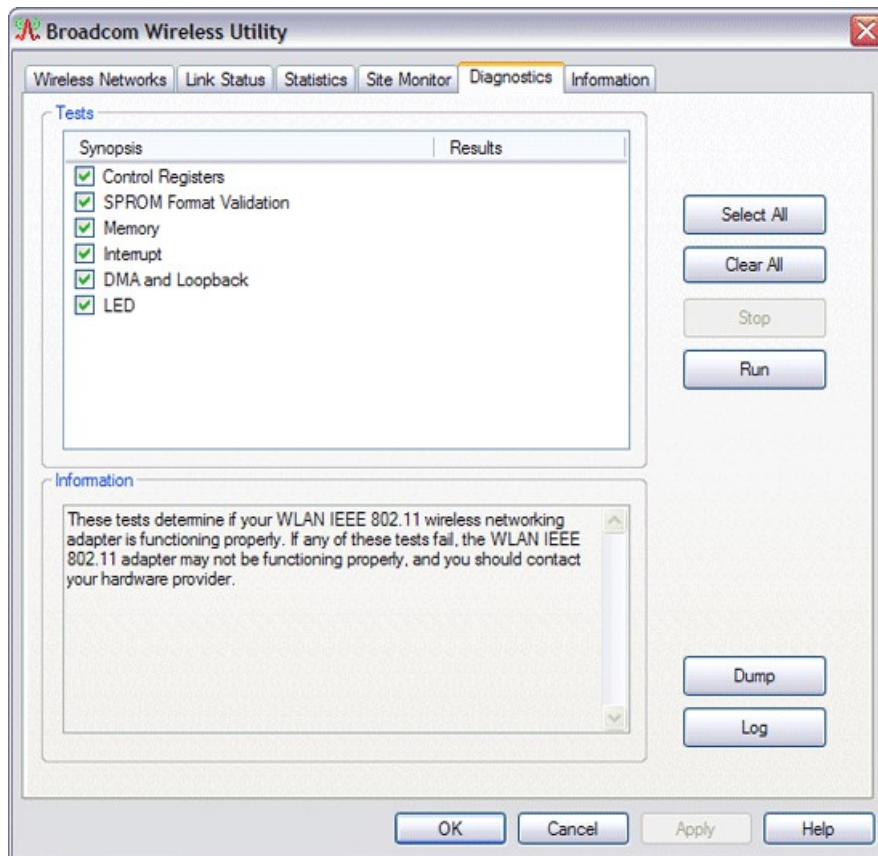 Broadcom Wireless Utility
Wireless Networks Link Status Statistics Site Monitor Diagnostics Information
Tests
Synopsis Results
Control Registers
SPROM Format Validation
Memory
Interrupt
DMA and Loopback
LED
Select All
Clear All
Stop
Run
Information
These tests determine if your WLAN IEEE 802.11 wireless networking
adapter is functioning properly. If any of these tests fail, the WLAN IEEE
802.11 adapter may not be functioning properly, and you should contact
your hardware provider.
Dump
Log
OK Cancel Apply Help